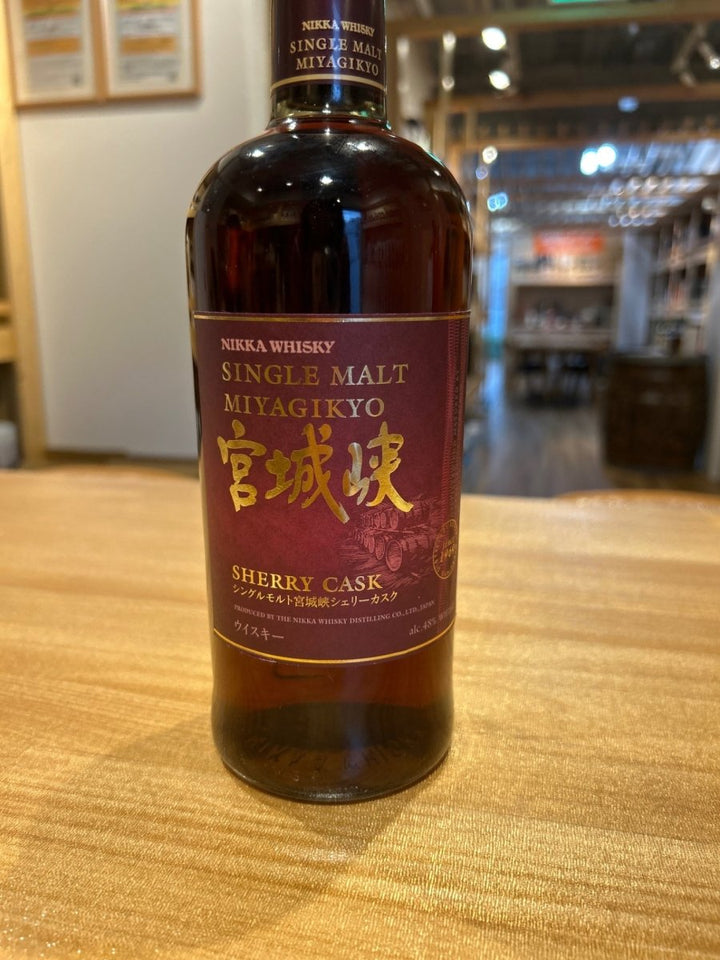 NIKKA WHISKY
SINGLE MALT
MIYAGIKYO
NIKKA WHISKY
SINGLE MALT
MIYAGIKYO
宮城峡
SHERRY CASK
シングルモルト宮城峡シェリーカスク
PRODUCED BY THE NIKKA WHISKY DISTILLING CO., LTD., JAPAN
ウイスキー
alc. 48%